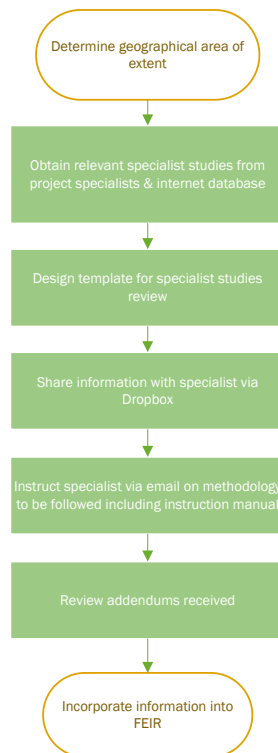 Determine geographical area of
extent
Obtain relevant specialist studies from
project specialists & internet database
Design template for specialist studies
review
Share information with specialist via
Dropbox
Instruct specialist via email on methodology
to be followed including instruction manual
Review addendums received
Incorporate information into
FEIR